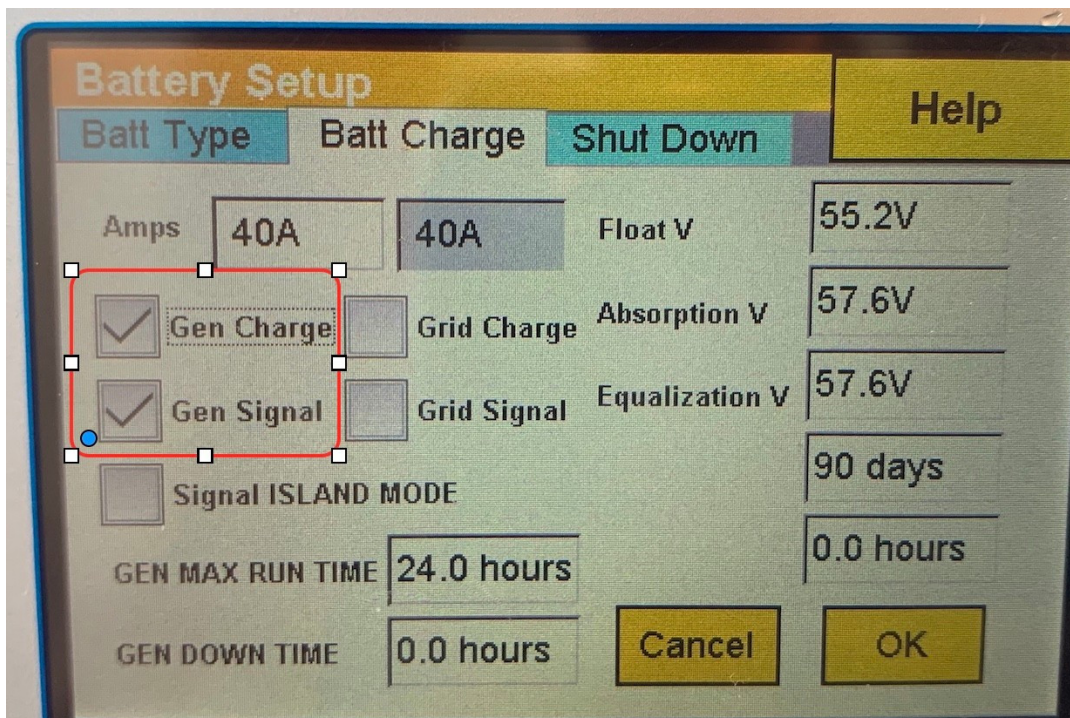 Battery Setup
Help
Batt Type Batt Charge Shut Down
Amps 40A 40A Float V 55.2V
Gen Charge Grid Charge Absorption V 57.6V
Gen Signal Grid Signal Equalization V 57.6V
Signal ISLAND MODE 90 days
GEN MAX RUN TIME 24.0 hours 0.0 hours
GEN DOWN TIME 0.0 hours Cancel OK